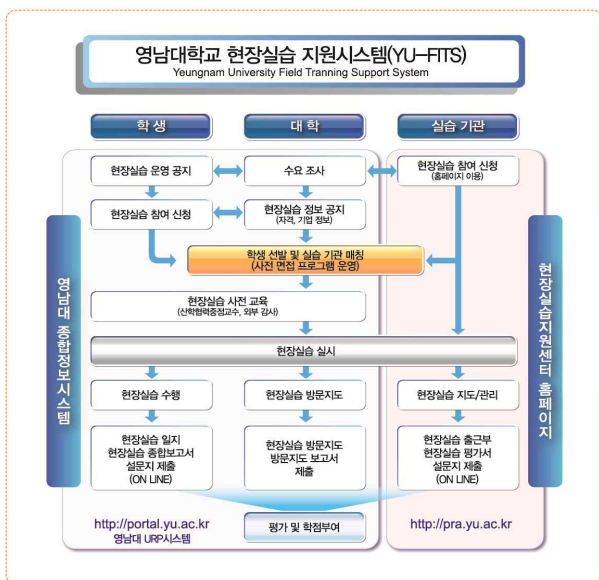 영남대학교 현장실습 지원시스템(YU-FITS)
Yeungnam University Field Tranning Support System
학 생
대 학
실습 기관
현장실습 운영 공지
수요 조사
현장실습 참여 신청
(홈페이지 이용)
현장실습 참여 신청
현장실습 정보 공지
(자격, 기업 정보)
학생 선발 및 실습 기관 매칭
(사전 면접 프로그램 운영)
현장실습 사전 교육
(산학협력중점교수, 외부 강사)
현장실습 실시
현장실습 수행
현장실습 방문지도
현장실습 지도/관리
현장실습 일지
현장실습 종합보고서
설문지 제출
(ON LINE)
현장실습 방문지도
방문지도 보고서
제출
현장실습 출근부
현장실습 평가서
설문지 제출
(ON LINE)
http://portal.yu.ac.kr
영남대 URP시스템
평가 및 학점부여
http://pra.yu.ac.kr
영남대 종합정보시스템
현장실습지원센터 홈페이지